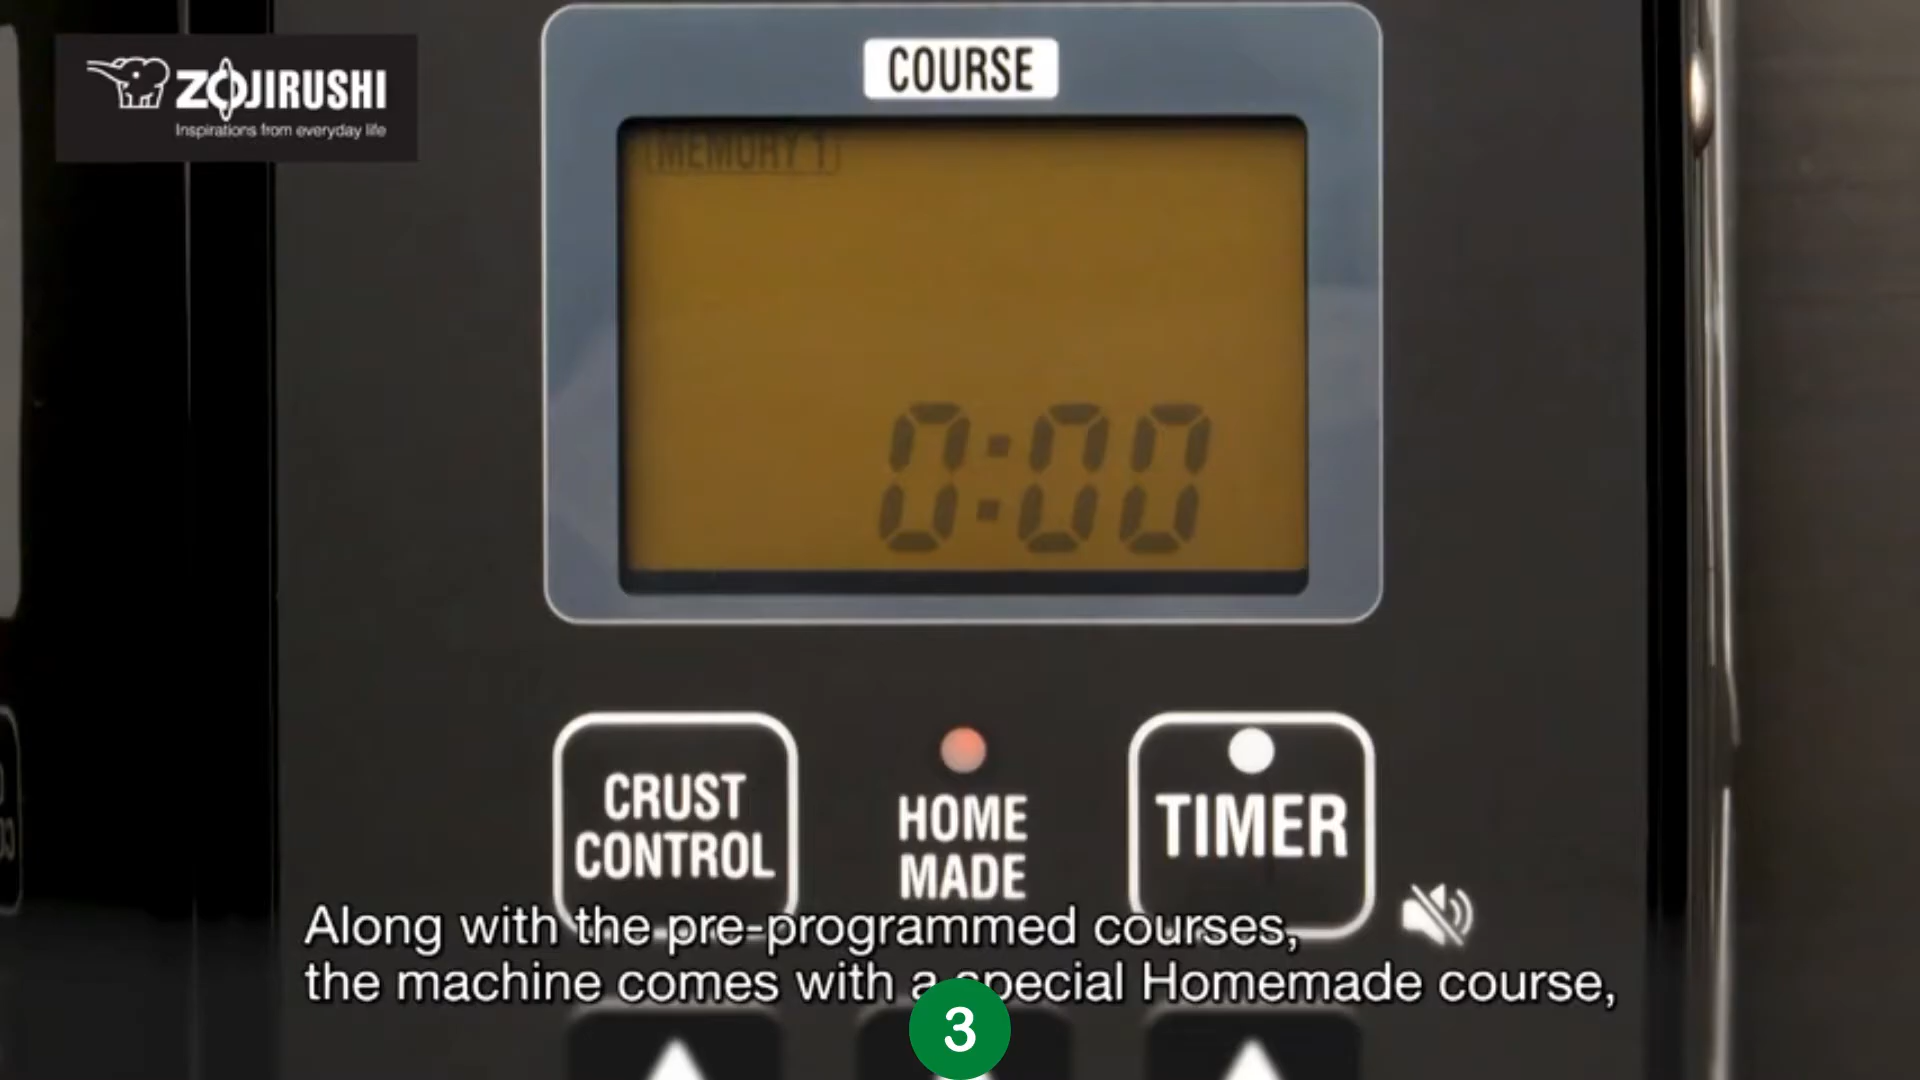 ZOJIRUSHI
Inspirations from everyday life
COURSE
MEMORY 1
0:00
CRUST
CONTROL
HOME
MADE
TIMER
Along with the pre-programmed courses,
the machine comes with a special Homemade course,
3